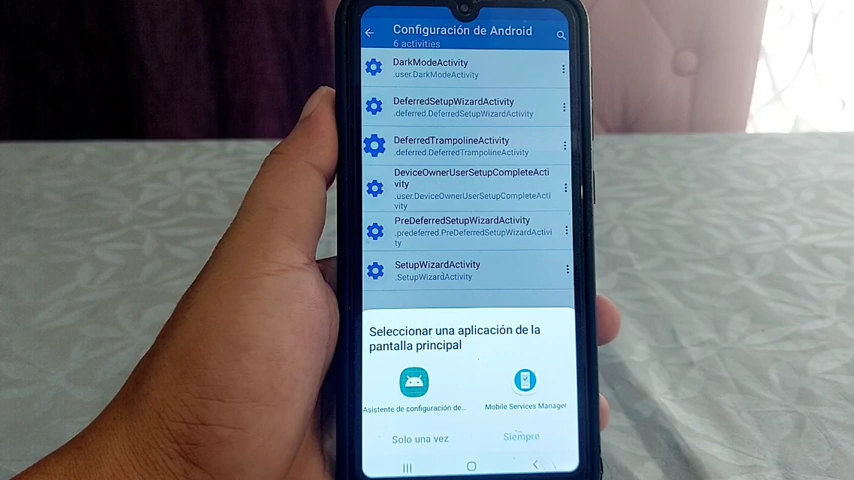 Configuración de Android
6 activities
DarkModeActivity
.user.DarkModeActivity
DeferredSetupWizardActivity
.deferred.DeferredSetupWizardActivity
DeferredTrampolineActivity
.deferred.DeferredTrampolineActivity
DeviceOwnerUserSetupCompleteActi
vity
.user.DeviceOwnerUserSetupCompleteActi
vity
PreDeferredSetupWizardActivity
.predeferred.PreDeferredSetupWizardActivi
ty
SetupWizardActivity
.SetupWizardActivity
Seleccionar una aplicación de la
pantalla principal
Asistente de configuración de...
Mobile Services Manager
Solo una vez
Siempre